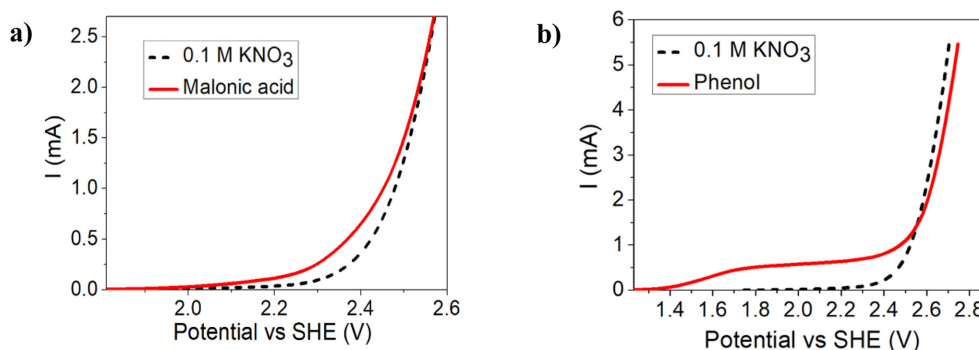 a)
2.5
2.0
1.5
1.0
0.5
0.0
I (mA)
0.1 M KNO3
Malonic acid
2.0 2.2 2.4 2.6
Potential vs SHE (V)
b)
6
5
4
3
2
1
0
I (mA)
0.1 M KNO3
Phenol
1.4 1.6 1.8 2.0 2.2 2.4 2.6 2.8
Potential vs SHE (V)